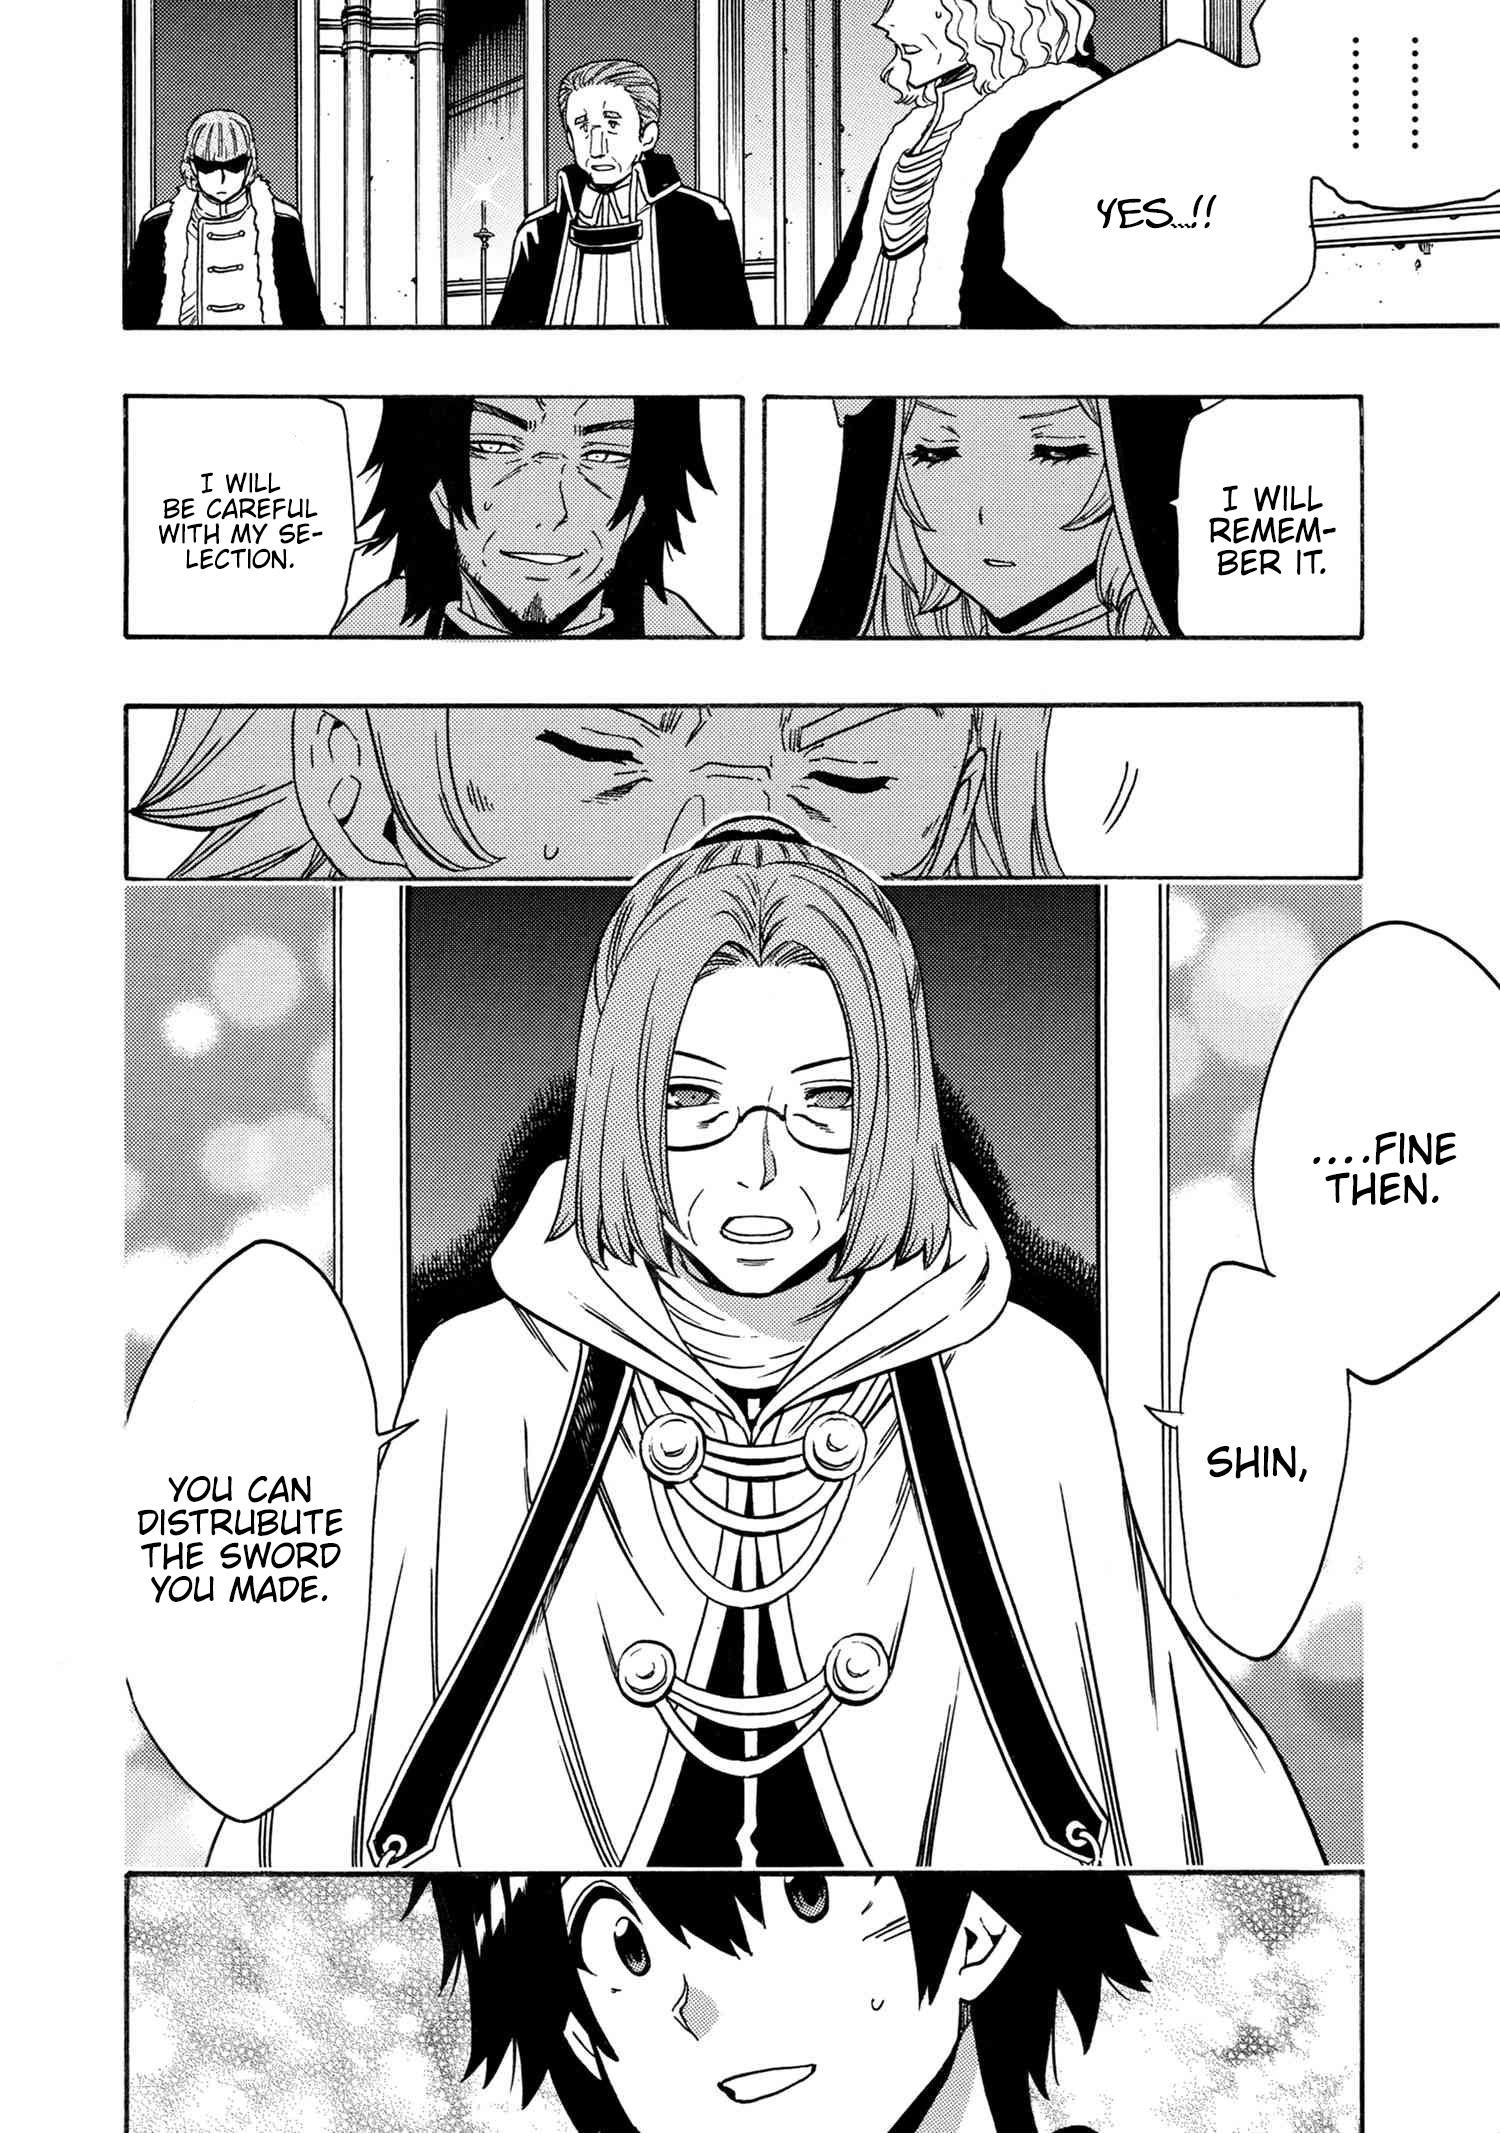 YES....!!
I WILL
REMEM-
BER IT.
I WILL
BE CAREFUL
WITH MY SE-
LECTION.
....FINE
THEN.
SHIN,
YOU CAN
DISTRUBUTE
THE SWORD
YOU MADE.